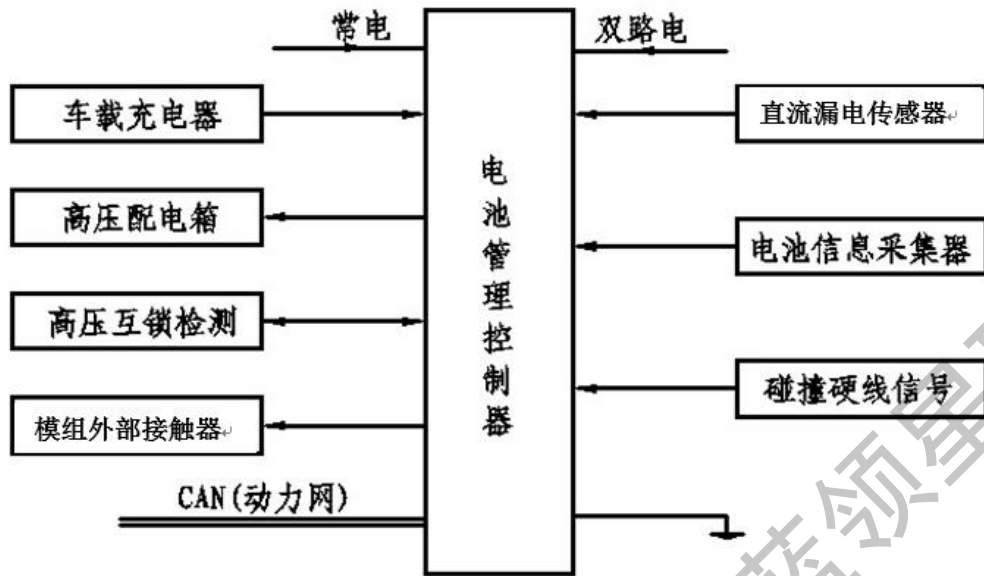 常电
双路电
车载充电器
直流漏电传感器
高压配电箱
电池信息采集器
高压互锁检测
碰撞硬线信号
模组外部接触器
CAN(动力网)
电池管理控制器
蓝领星